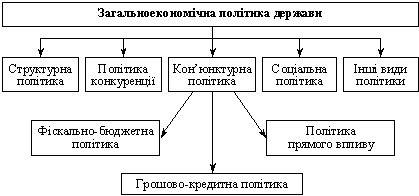 Загальноекономічна політика держави
Структурна
політика
Політика
конкуренції
Кон'юнктурна
політика
Соціальна
політика
Інші види
політики
Фіскально-бюджетна
політика
Політика
прямого впливу
Грошово-кредитна політика